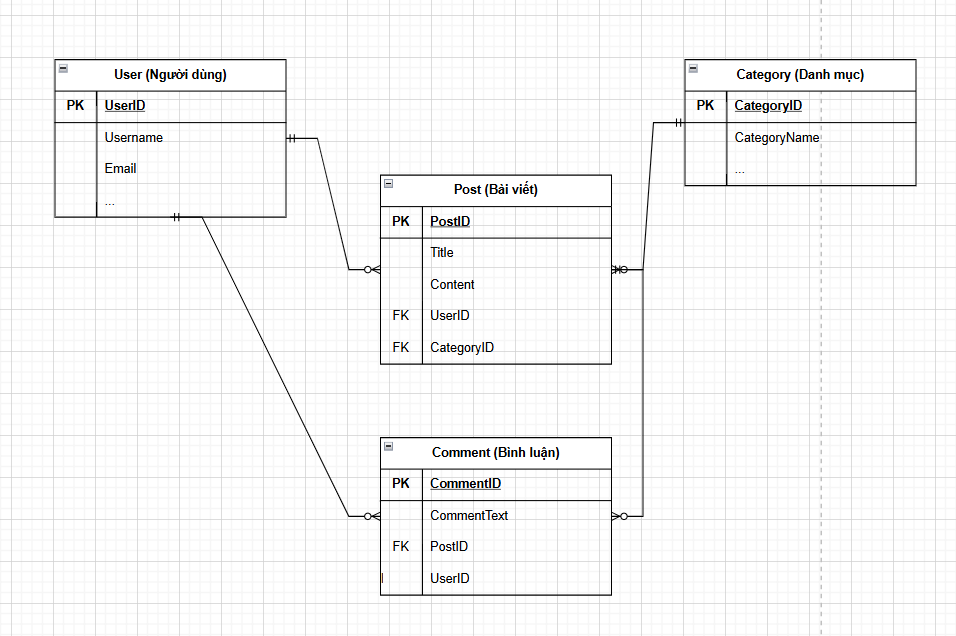 User (Người dùng)
PK UserID
Username
Email
...
Category (Danh mục)
PK CategoryID
CategoryName
...
Post (Bài viết)
PK PostID
Title
Content
FK UserID
FK CategoryID
Comment (Bình luận)
PK CommentID
CommentText
FK PostID
UserID